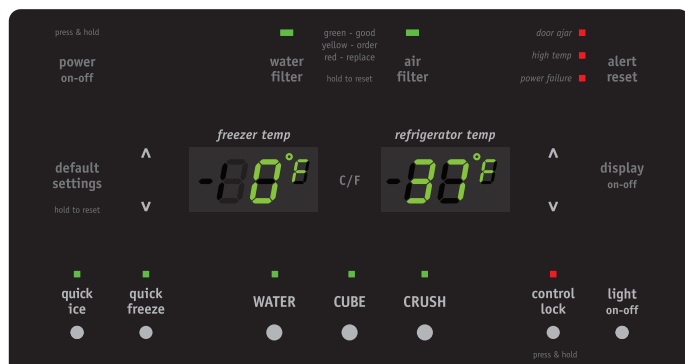 press & hold
power
on-off
water
filter
green - good
yellow - order
red - replace
hold to reset
air
filter
door ajar
high temp
power failure
alert
reset
freezer temp
refrigerator temp
default
settings
hold to reset
0°F
C/F
37°F
display
on-off
quick
ice
quick
freeze
WATER
CUBE
CRUSH
control
lock
light
on-off
press & hold